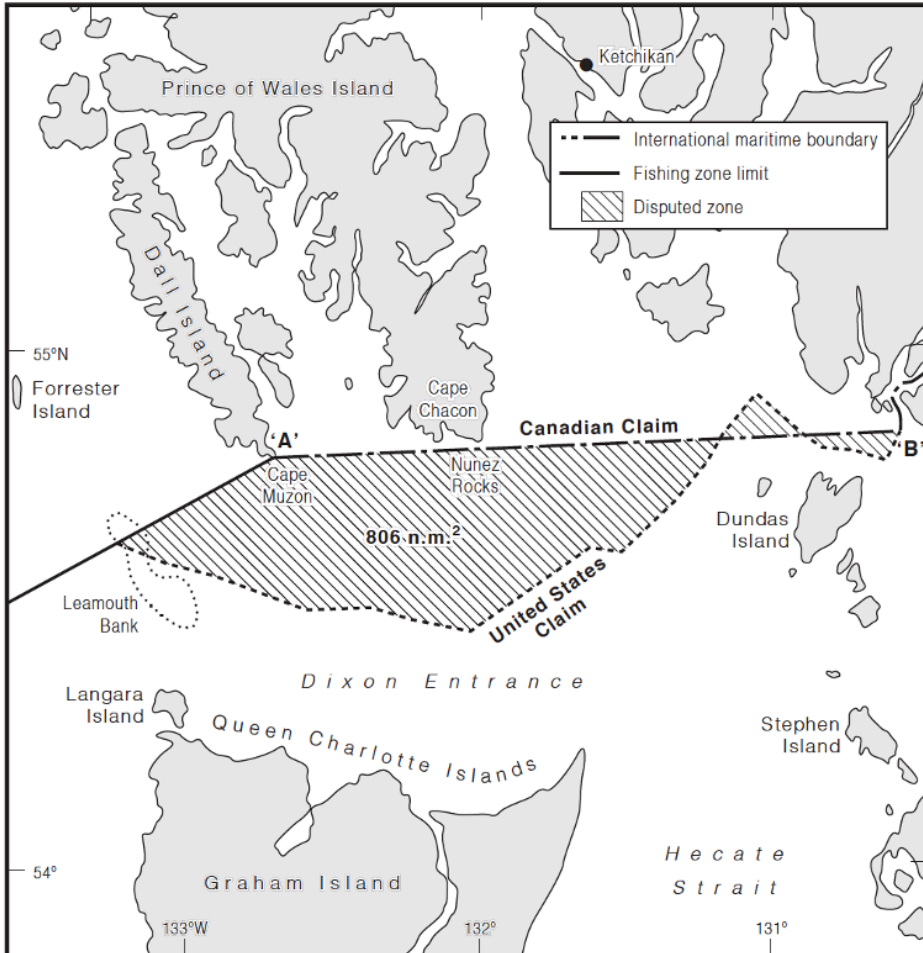 Ketchikan
Prince of Wales Island
International maritime boundary
Fishing zone limit
Disputed zone
Dall Island
55°N
Forrester
Island
Cape
Chacon
'A'
Canadian Claim
'B'
Cape
Muzon
Nunez
Rocks
Dundas
Island
806 n.m.²
Leamouth
Bank
United States
Claim
Dixon Entrance
Langara
Island
Queen Charlotte Islands
Stephen
Island
Hecate
Strait
54°
Graham Island
133°W
132°
131°